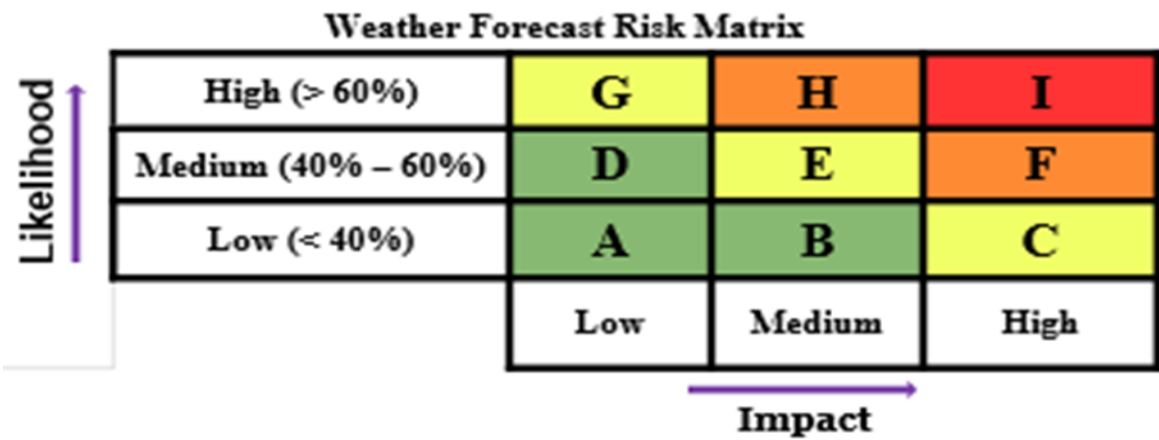 Weather Forecast Risk Matrix
Likelihood
High (> 60%) G H I
Medium (40% – 60%) D E F
Low (< 40%) A B C
Low Medium High
Impact